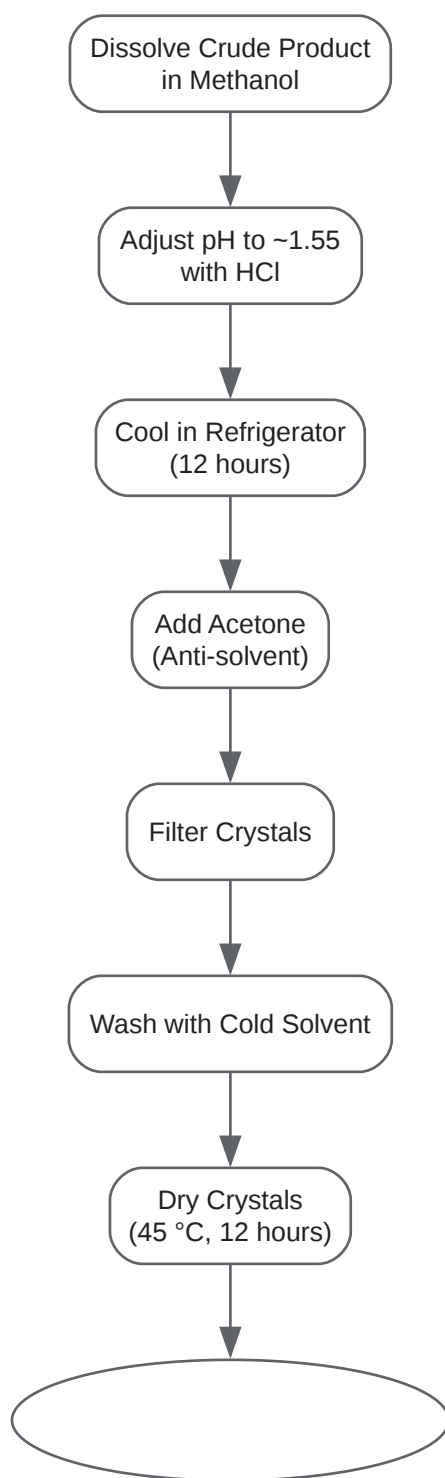 Dissolve Crude Product
in Methanol
Adjust pH to ~1.55
with HCl
Cool in Refrigerator
(12 hours)
Add Acetone
(Anti-solvent)
Filter Crystals
Wash with Cold Solvent
Dry Crystals
(45 °C, 12 hours)